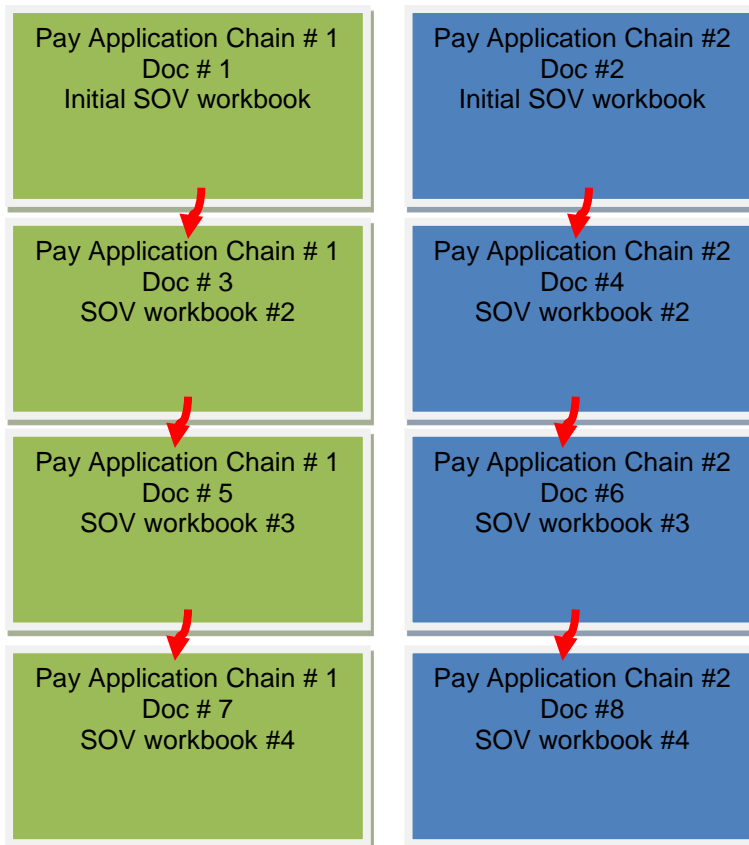 Pay Application Chain # 1
Doc # 1
Initial SOV workbook
Pay Application Chain #2
Doc #2
Initial SOV workbook
Pay Application Chain # 1
Doc # 3
SOV workbook #2
Pay Application Chain #2
Doc #4
SOV workbook #2
Pay Application Chain # 1
Doc # 5
SOV workbook #3
Pay Application Chain #2
Doc #6
SOV workbook #3
Pay Application Chain # 1
Doc # 7
SOV workbook #4
Pay Application Chain #2
Doc #8
SOV workbook #4